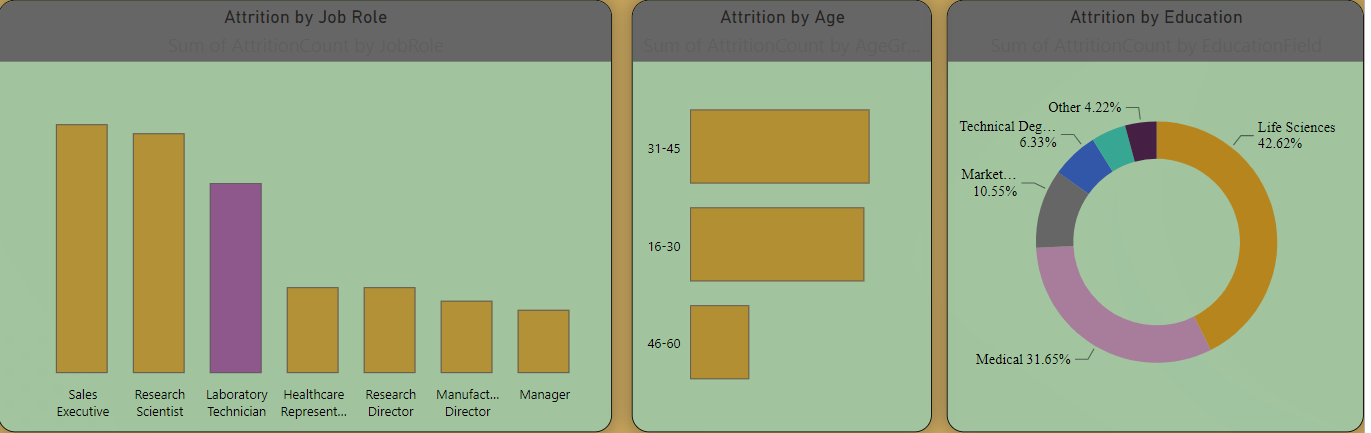 Attrition by Job Role
Sum of AttritionCount by JobRole
Sales
Executive
Research
Scientist
Laboratory
Technician
Healthcare
Represent...
Research
Director
Manufact...
Director
Manager
Attrition by Age
Sum of AttritionCount by AgeGr...
31-45
16-30
46-60
Attrition by Education
Sum of AttritionCount by EducationField
Other 4.22%
Technical Deg...
6.33%
Market...
10.55%
Medical 31.65%
Life Sciences
42.62%